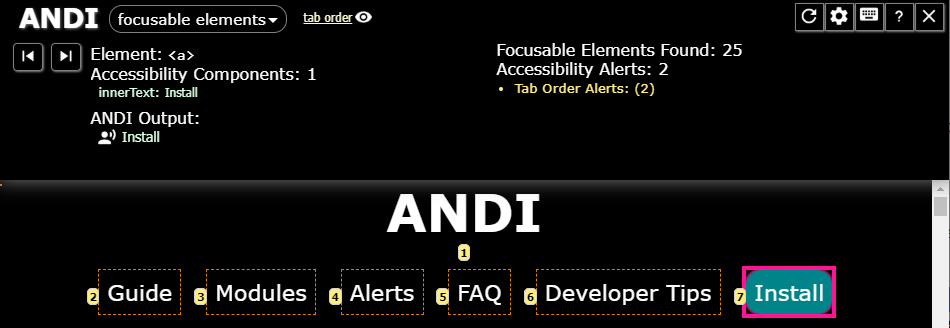 ANDI focusable elements tab order ?
Element: <a>
Accessibility Components: 1
innerText: Install
ANDI Output:
Install
Focusable Elements Found: 25
Accessibility Alerts: 2
Tab Order Alerts: (2)
ANDI
1
2 Guide 3 Modules 4 Alerts 5 FAQ 6 Developer Tips 7 Install